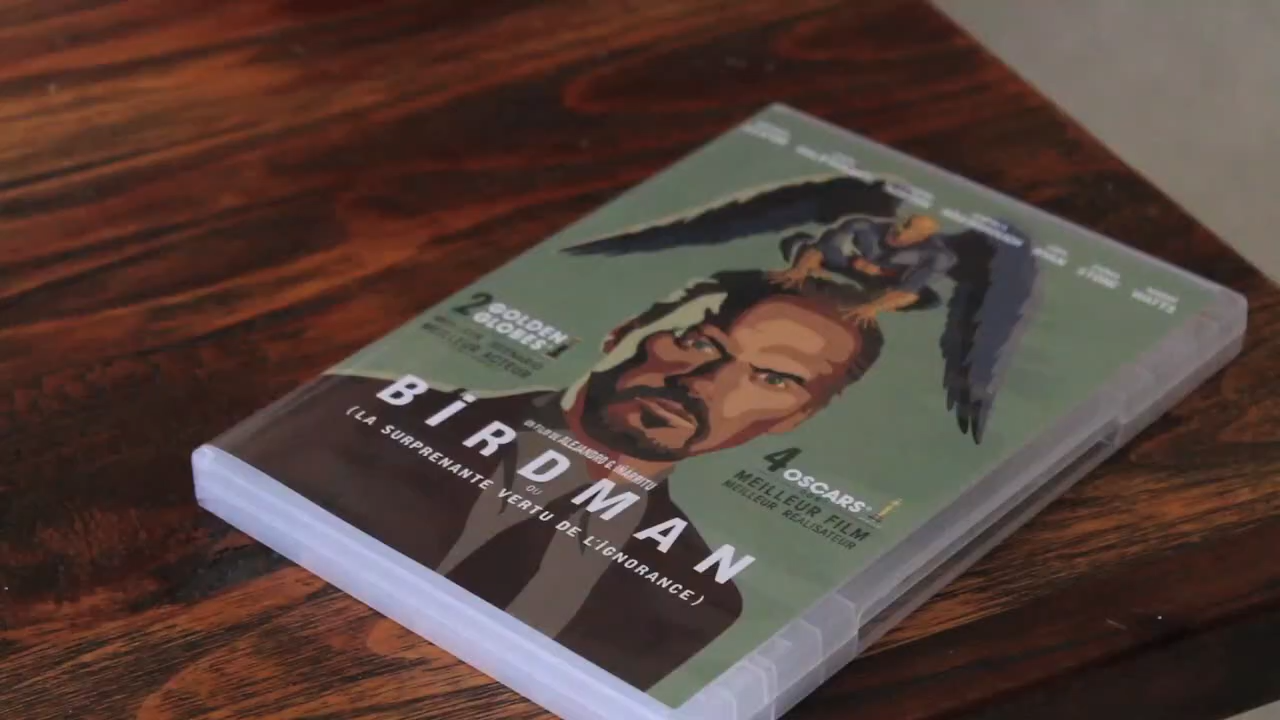 WATTS
2 GOLDEN
GLOBES
MEILLEUR SCÉNARIO
MEILLEUR ACTEUR
UN FILM DE ALEJANDRO G. IÑÁRRITU
BIRDMAN
OU
(LA SURPRENANTE VERTU DE L'IGNORANCE)
4 OSCARS®
MEILLEUR FILM
MEILLEUR RÉALISATEUR